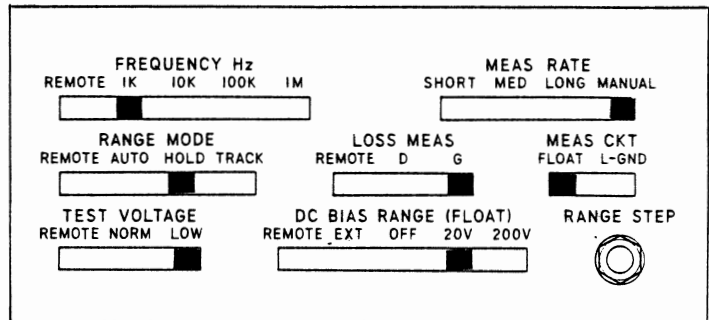 FREQUENCY Hz
REMOTE 1K 10K 100K 1M
MEAS RATE
SHORT MED LONG MANUAL
RANGE MODE
REMOTE AUTO HOLD TRACK
LOSS MEAS
REMOTE D G
MEAS CKT
FLOAT L-GND
TEST VOLTAGE
REMOTE NORM LOW
DC BIAS RANGE (FLOAT)
REMOTE EXT OFF 20V 200V
RANGE STEP